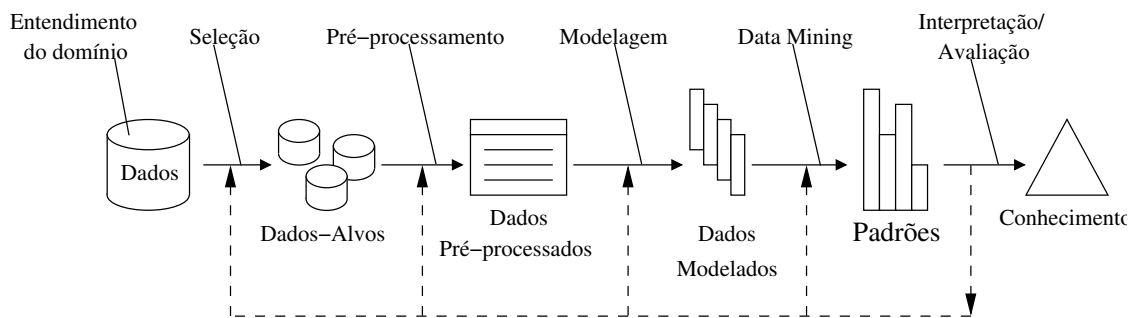 Entendimento
do domínio
Seleção
Pré−processamento
Modelagem
Data Mining
Interpretação/
Avaliação
Dados
Dados−Alvos
Dados
Pré−processados
Dados
Modelados
Padrões
Conhecimento